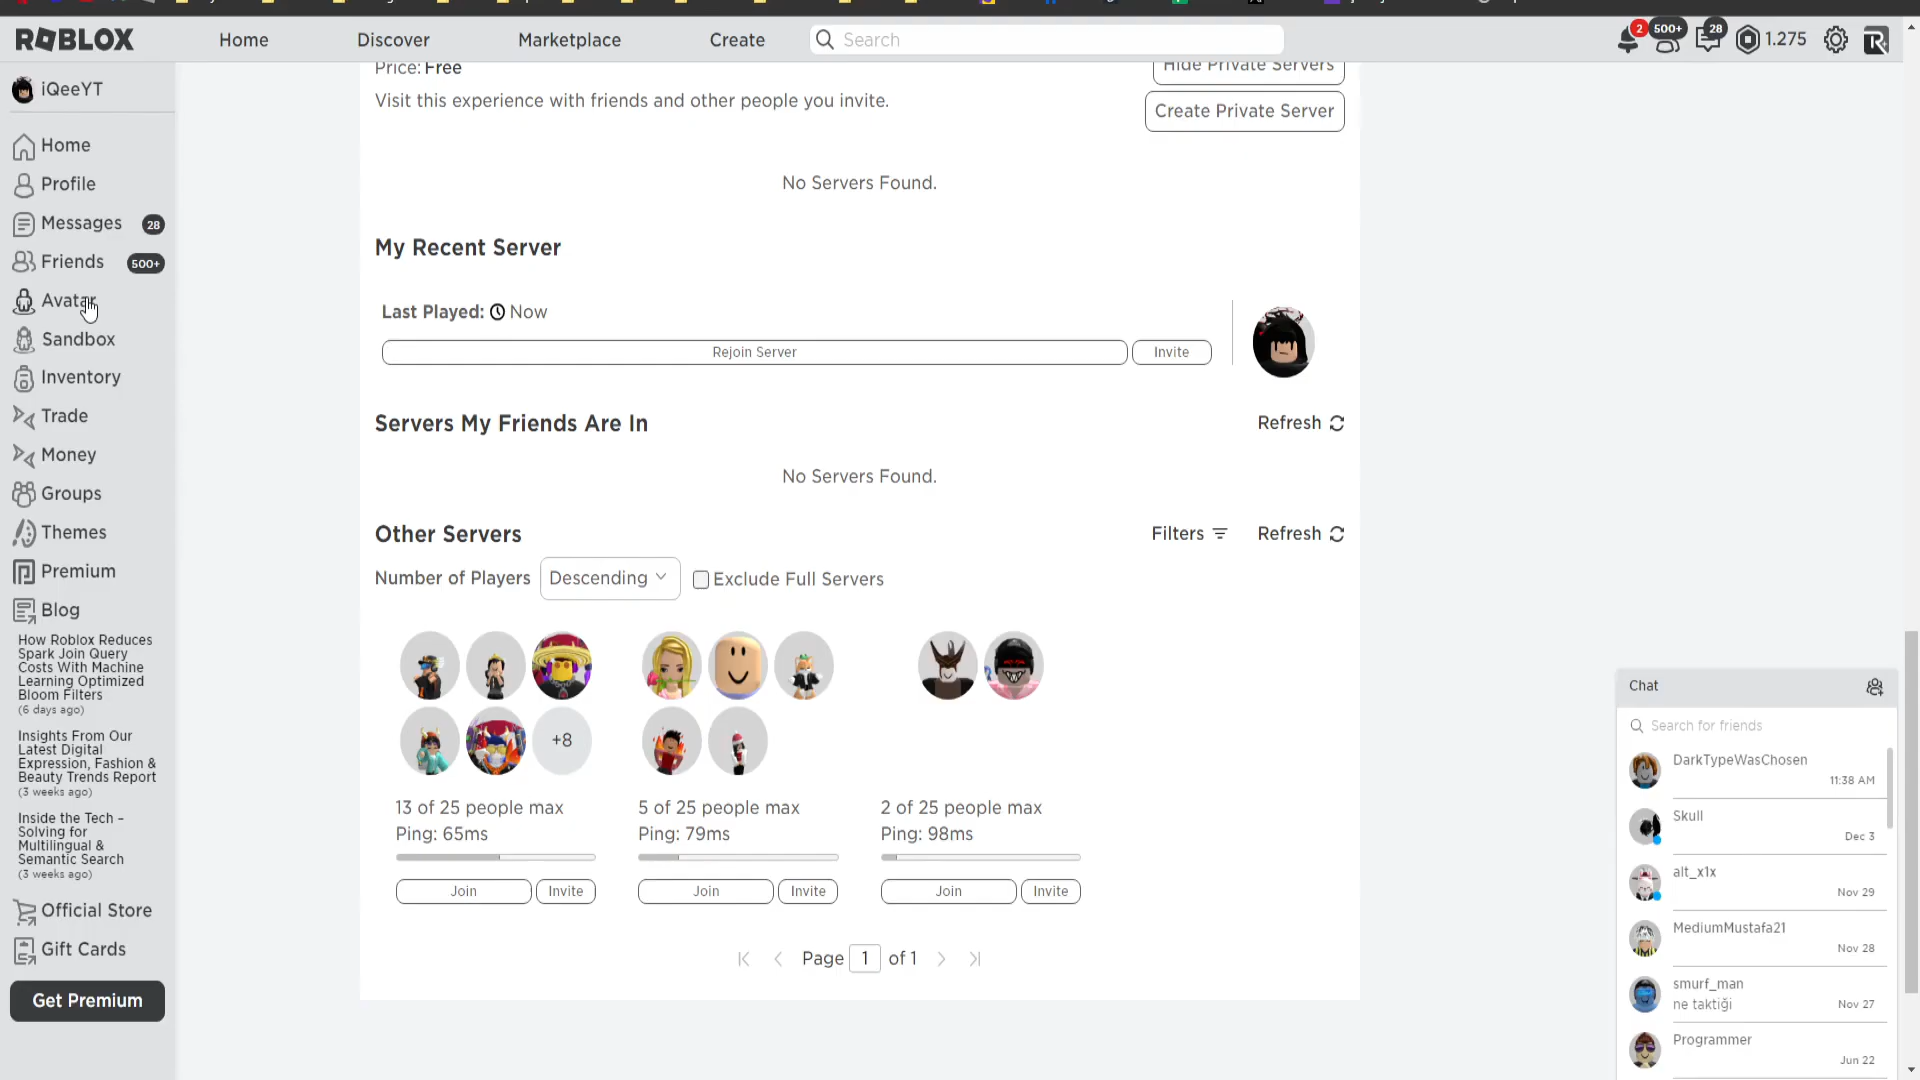 ROBLOX
Home
Discover
Marketplace
Create
Search
2
500+
28
1.275
iQeeYT
Home
Profile
Messages 28
Friends 500+
Avatar
Sandbox
Inventory
Trade
Money
Groups
Themes
Premium
Blog
How Roblox Reduces
Spark Join Query
Costs With Machine
Learning Optimized
Bloom Filters
(6 days ago)
Insights From Our
Latest Digital
Expression, Fashion &
Beauty Trends Report
(3 weeks ago)
Inside the Tech –
Solving for
Multilingual &
Semantic Search
(3 weeks ago)
Official Store
Gift Cards
Get Premium
Price: Free
Hide Private Servers
Visit this experience with friends and other people you invite.
Create Private Server
No Servers Found.
My Recent Server
Last Played: Now
Rejoin Server
Invite
Servers My Friends Are In
Refresh
No Servers Found.
Other Servers
Filters
Refresh
Number of Players
Descending
Exclude Full Servers
+8
13 of 25 people max
Ping: 65ms
Join
Invite
5 of 25 people max
Ping: 79ms
Join
Invite
2 of 25 people max
Ping: 98ms
Join
Invite
Page 1 of 1
Chat
Search for friends
DarkTypeWasChosen
11:38 AM
Skull
Dec 3
alt_x1x
Nov 29
MediumMustafa21
Nov 28
smurf_man
ne taktiği
Nov 27
Programmer
Jun 22